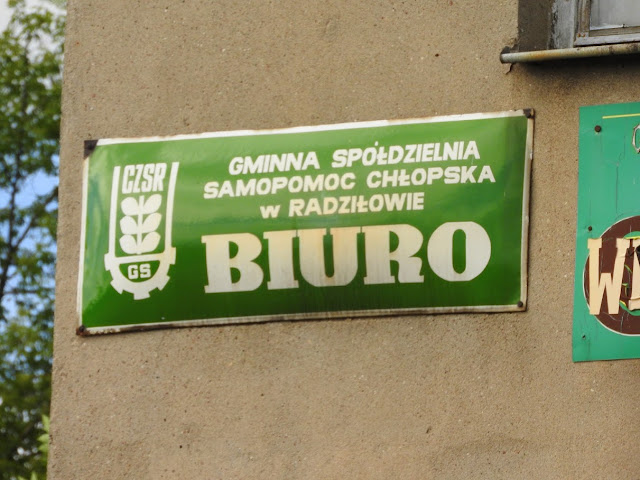 CZSR
GS
GMINNA SPÓŁDZIELNIA
SAMOPOMOC CHŁOPSKA
w RADZIŁOWIE
BIURO